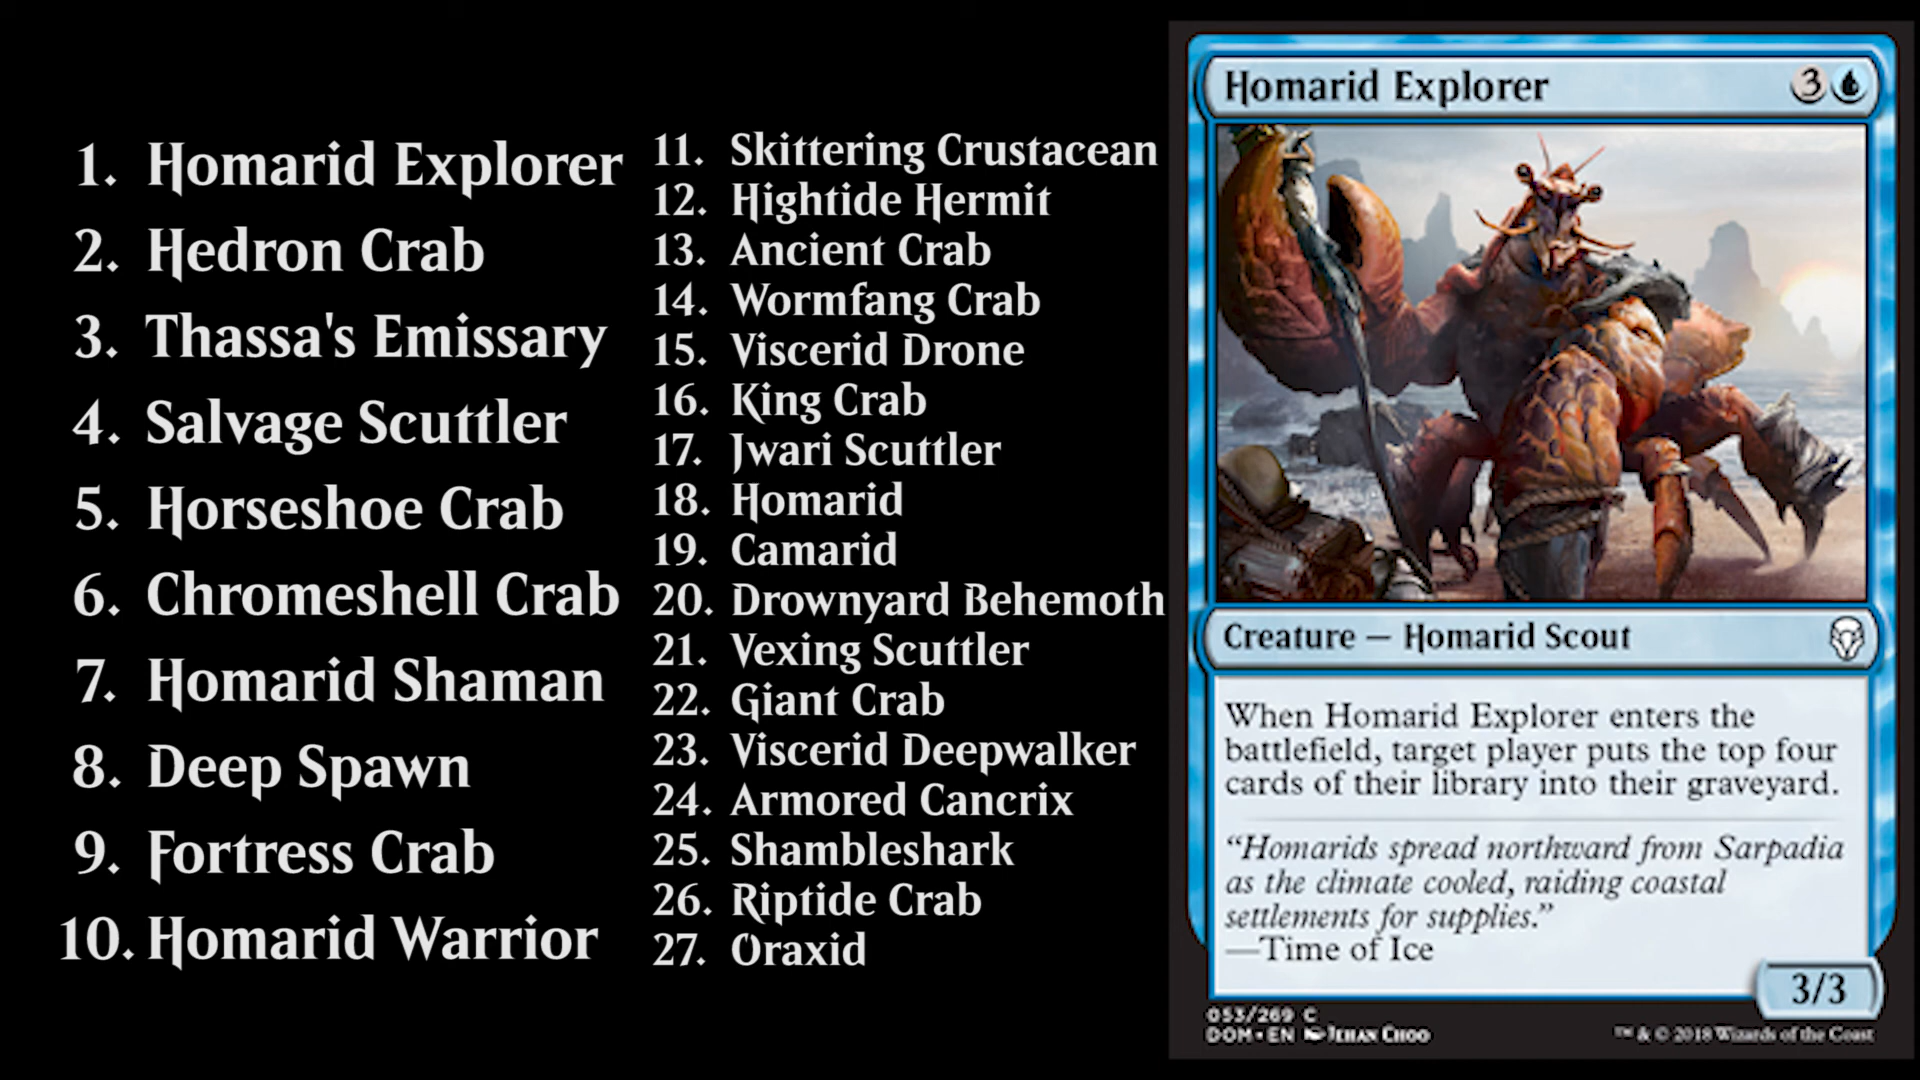 1. Homarid Explorer
2. Hedron Crab
3. Thassa's Emissary
4. Salvage Scuttler
5. Horseshoe Crab
6. Chromeshell Crab
7. Homarid Shaman
8. Deep Spawn
9. Fortress Crab
10. Homarid Warrior
11. Skittering Crustacean
12. Hightide Hermit
13. Ancient Crab
14. Wormfang Crab
15. Viscerid Drone
16. King Crab
17. Jwari Scuttler
18. Homarid
19. Camarid
20. Drownyard Behemoth
21. Vexing Scuttler
22. Giant Crab
23. Viscerid Deepwalker
24. Armored Cancrix
25. Shambleshark
26. Riptide Crab
27. Oraxid
Homarid Explorer 3
Creature — Homarid Scout
When Homarid Explorer enters the
battlefield, target player puts the top four
cards of their library into their graveyard.
“Homarids spread northward from Sarpadia
as the climate cooled, raiding coastal
settlements for supplies.”
—Time of Ice
3/3
053/269 C
DOM • EN Jehan Choo
™ & © 2018 Wizards of the Coast